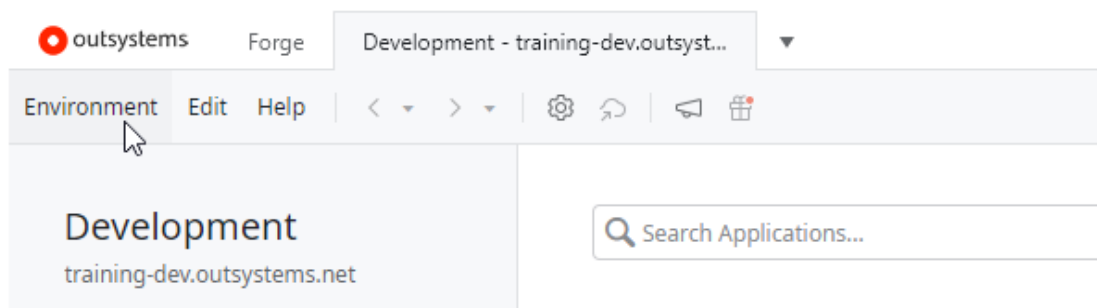 outsystems Forge Development - training-dev.outsyst...
Environment Edit Help
Development
training-dev.outsystems.net
Search Applications...